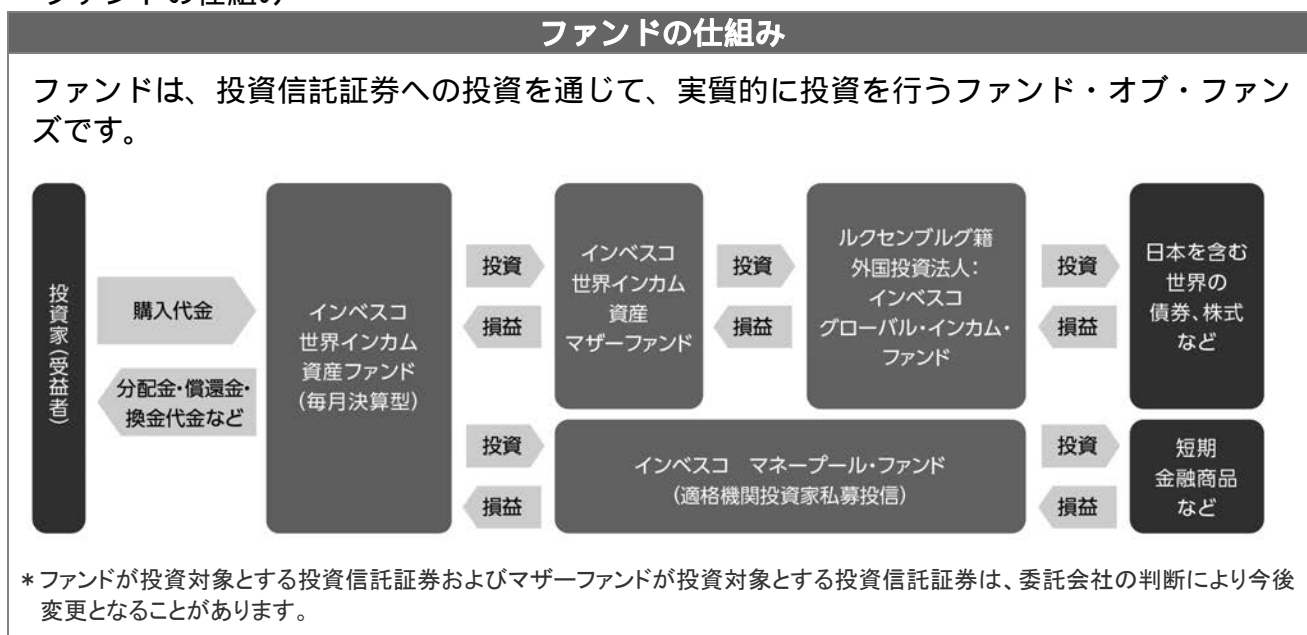 ファンドの仕組み
ファンドの仕組み
ファンドは、投資信託証券への投資を通じて、実質的に投資を行うファンド・オブ・ファン
ズです。
投資家(受益者)
購入代金
分配金・償還金・
換金代金など
インベスコ
世界インカム
資産ファンド
(毎月決算型)
投資
損益
インベスコ
世界インカム
資産
マザーファンド
投資
損益
ルクセンブルグ籍
外国投資法人:
インベスコ
グローバル・インカム・
ファンド
投資
損益
日本を含む
世界の
債券、株式
など
投資
損益
インベスコ マネープール・ファンド
(適格機関投資家私募投信)
投資
損益
短期
金融商品
など
*ファンドが投資対象とする投資信託証券およびマザーファンドが投資対象とする投資信託証券は、委託会社の判断により今後
変更となることがあります。